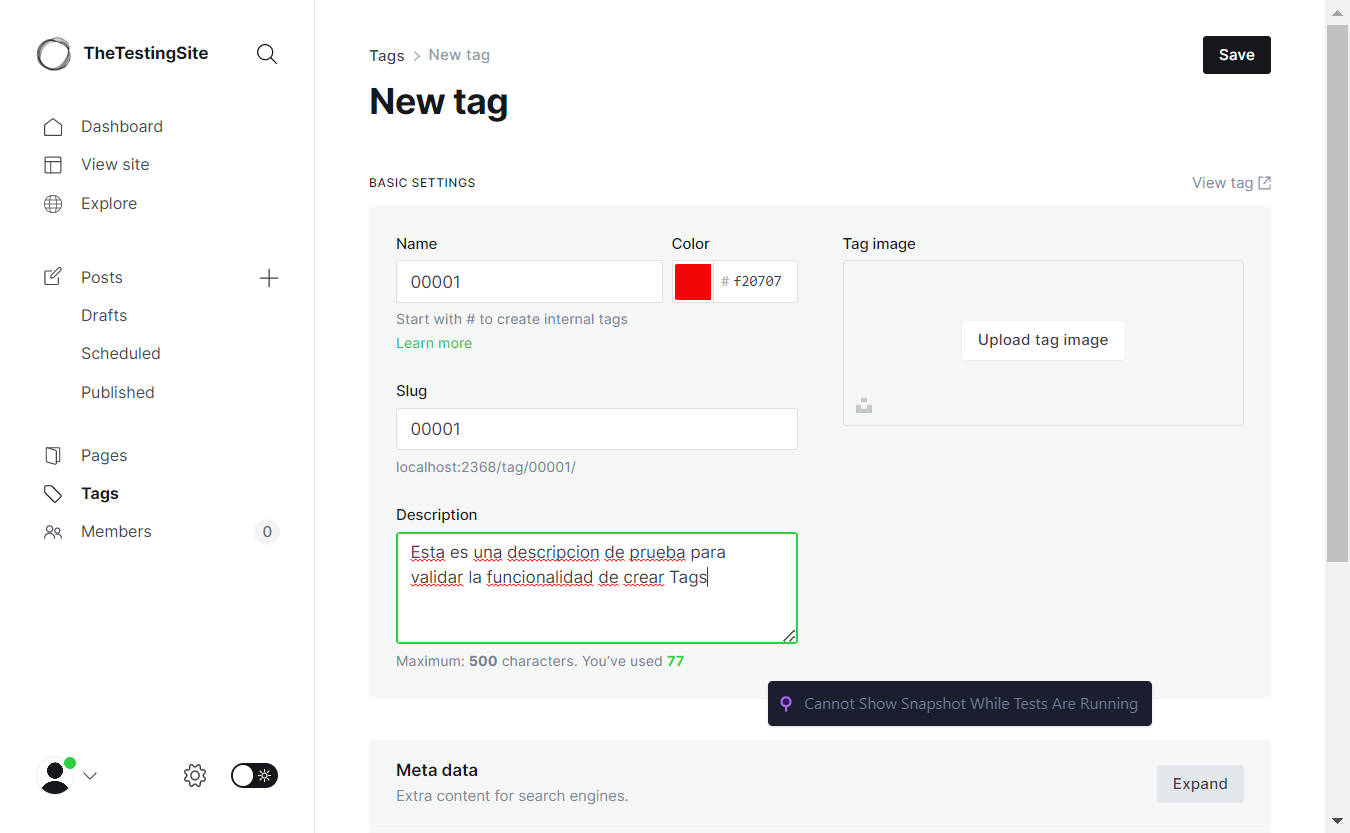 TheTestingSite
Dashboard
View site
Explore
Posts
Drafts
Scheduled
Published
Pages
Tags
Members 0
Tags > New tag
Save
New tag
BASIC SETTINGS
View tag
Name
00001
Start with # to create internal tags
Learn more
Color
# f20707
Slug
00001
localhost:2368/tag/00001/
Description
Esta es una descripcion de prueba para
validar la funcionalidad de crear Tags
Maximum: 500 characters. You’ve used 77
Tag image
Upload tag image
Cannot Show Snapshot While Tests Are Running
Meta data
Extra content for search engines.
Expand